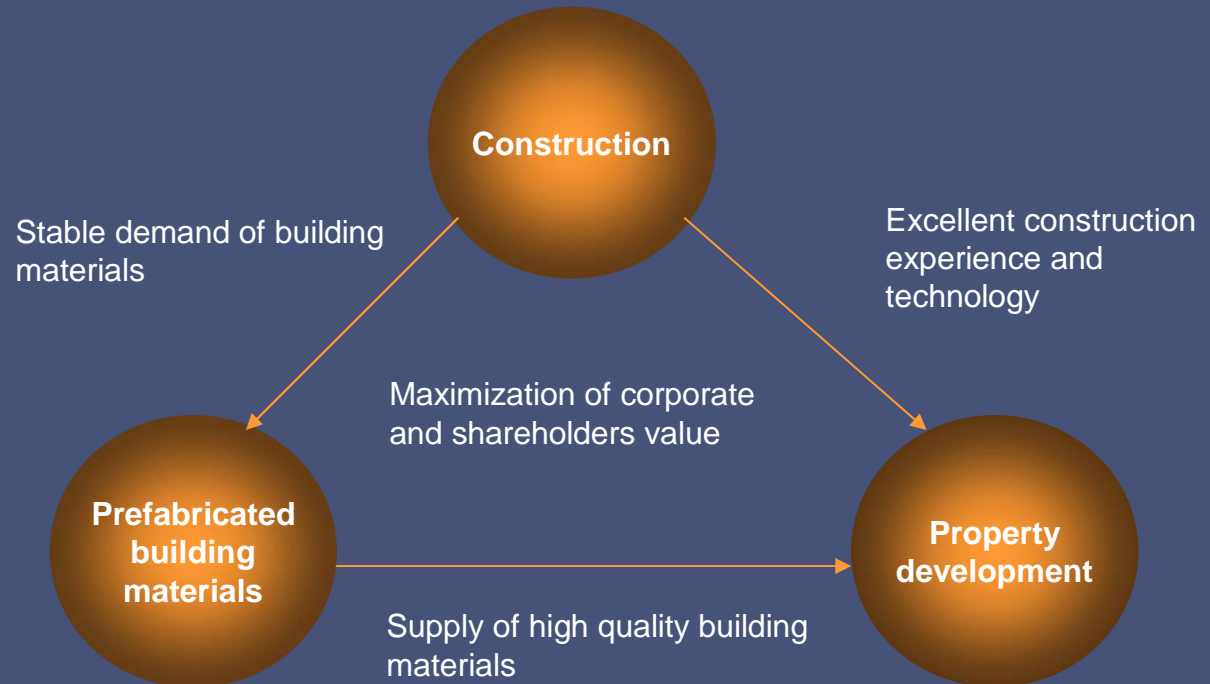 Construction
Stable demand of building
materials
Excellent construction
experience and
technology
Maximization of corporate
and shareholders value
Prefabricated
building
materials
Property
development
Supply of high quality building
materials